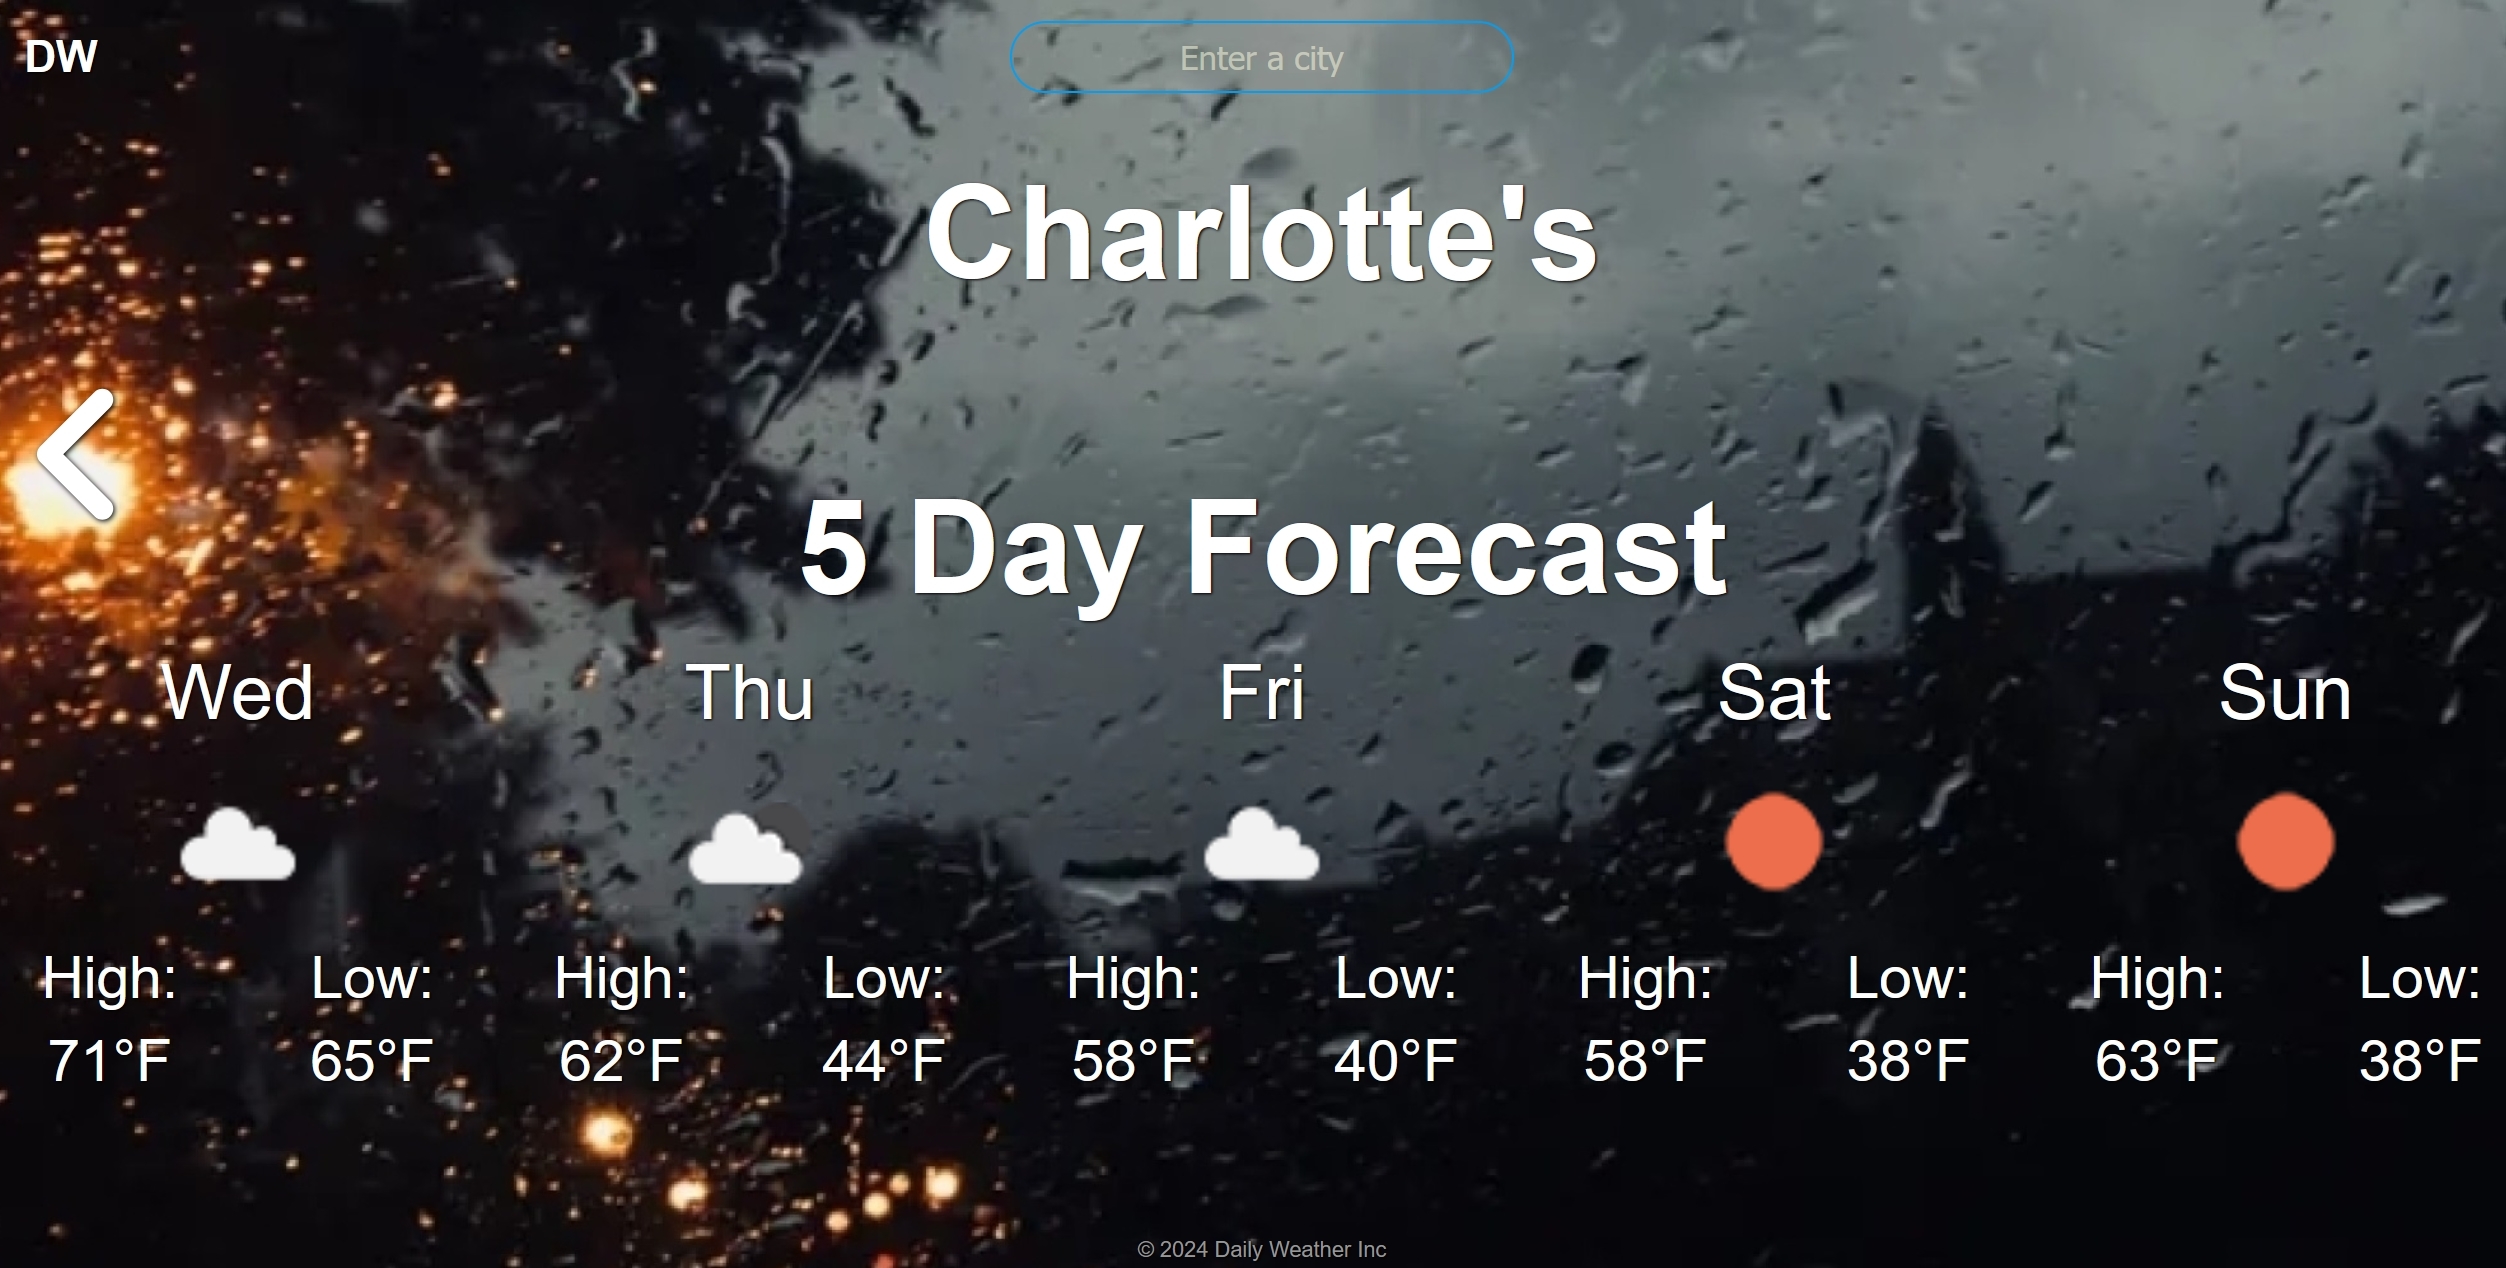 DW
Enter a city
Charlotte's
5 Day Forecast
Wed Thu Fri Sat Sun
High: Low: High: Low: High: Low: High: Low: High: Low:
71°F 65°F 62°F 44°F 58°F 40°F 58°F 38°F 63°F 38°F
© 2024 Daily Weather Inc